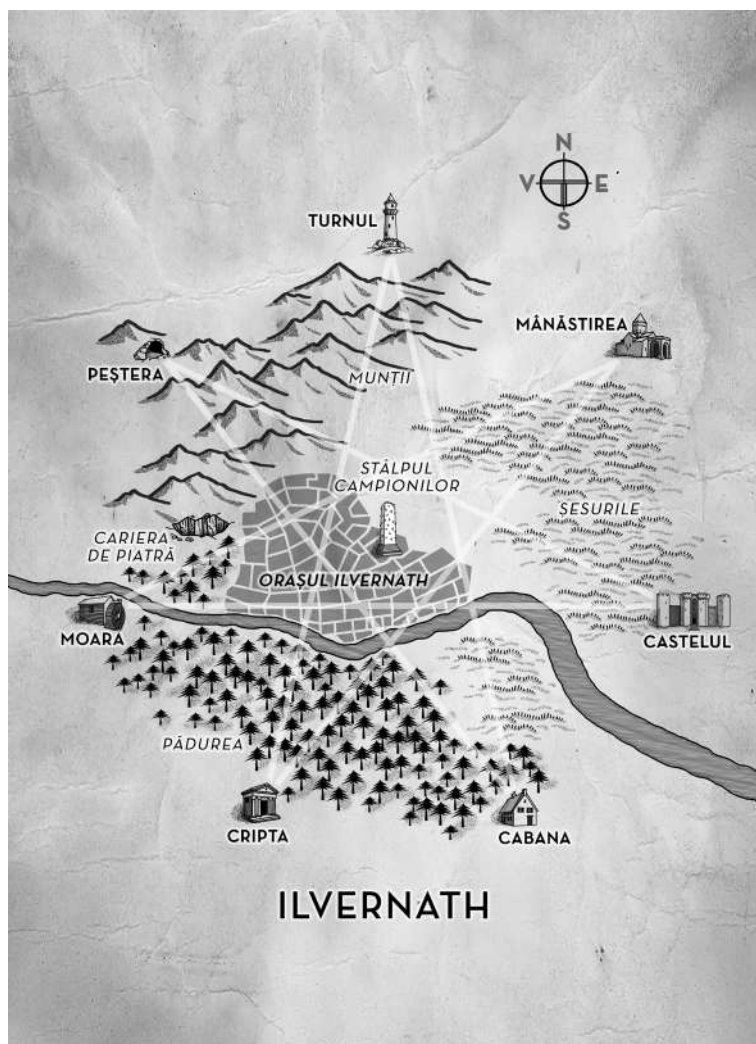 N
V E
S
TURNUL
MÂNĂSTIREA
PEȘTERA
MUNȚII
STÂLPUL
CAMPIONILOR
ȘESURILE
CARIERA
DE PIATRĂ
ORAȘUL ILVERNATH
MOARA
CASTELUL
PĂDUREA
CRIPTA
CABANA
ILVERNATH